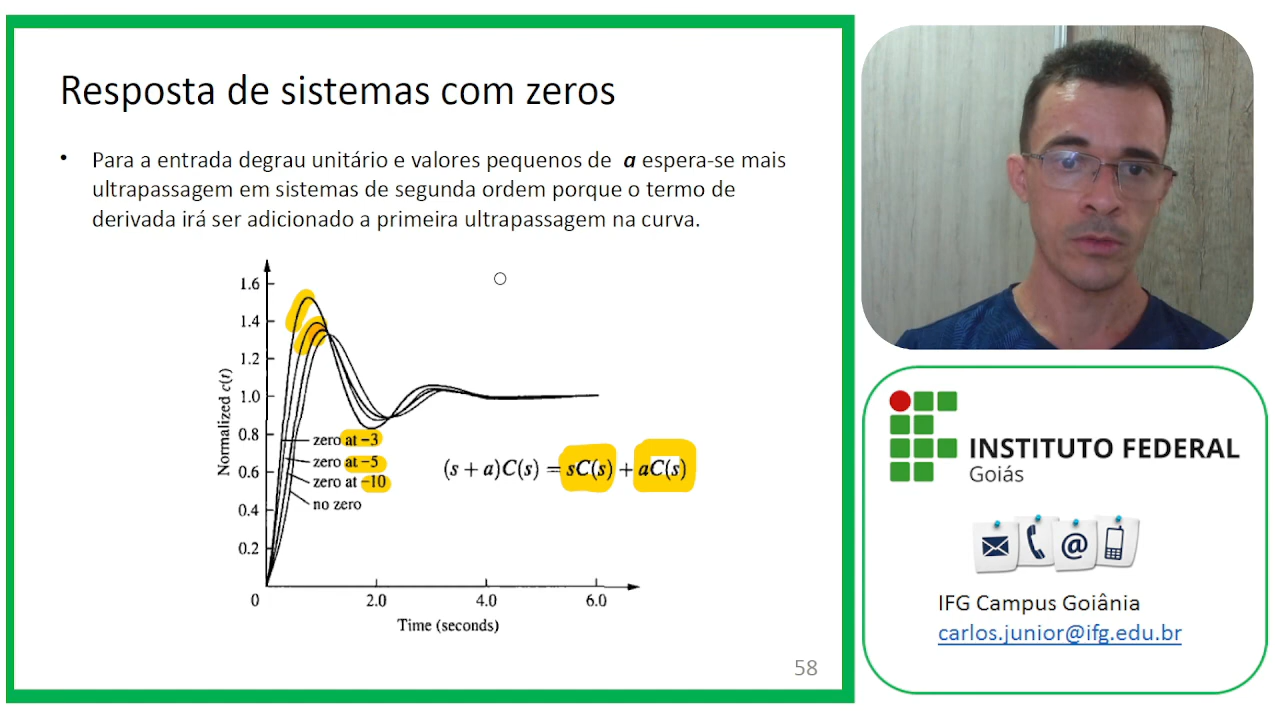 Resposta de sistemas com zeros
• Para a entrada degrau unitário e valores pequenos de a espera-se mais
ultrapassagem em sistemas de segunda ordem porque o termo de
derivada irá ser adicionado a primeira ultrapassagem na curva.
1.6
1.4
1.2
1.0
0.8
0.6
0.4
0.2
0
2.0
4.0
6.0
Normalized c(t)
Time (seconds)
zero at −3
zero at −5
zero at −10
no zero
(s + a)C(s) = sC(s) + aC(s)
58
INSTITUTO FEDERAL
Goiás
@
IFG Campus Goiânia
carlos.junior@ifg.edu.br